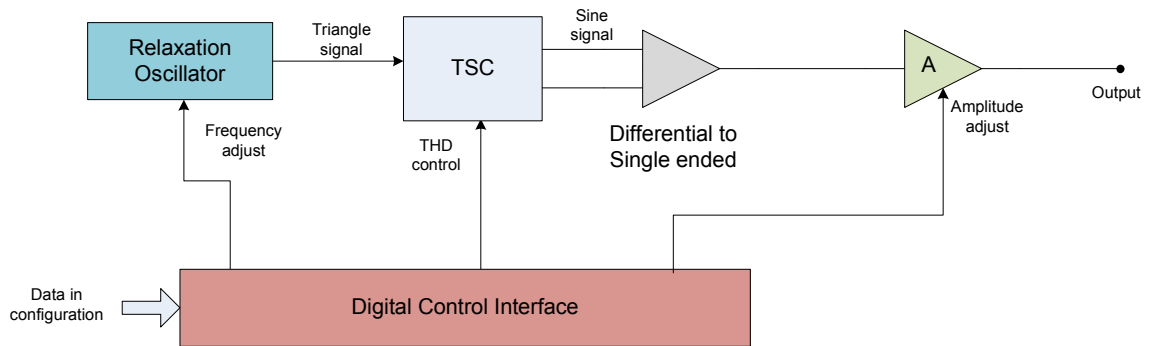 Relaxation
Oscillator
Triangle
signal
TSC
Sine
signal
A
Output
Frequency
adjust
THD
control
Differential to
Single ended
Amplitude
adjust
Data in
configuration
Digital Control Interface